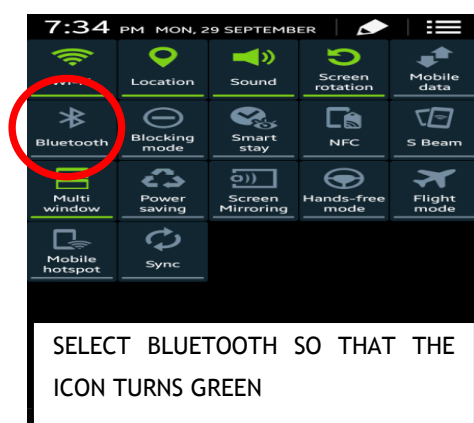 7:34 PM MON, 29 SEPTEMBER
Location Sound Screen rotation Mobile data
Bluetooth Blocking mode Smart stay NFC S Beam
Multi window Power saving Screen Mirroring Hands-free mode Flight mode
Mobile hotspot Sync
SELECT BLUETOOTH SO THAT THE
ICON TURNS GREEN